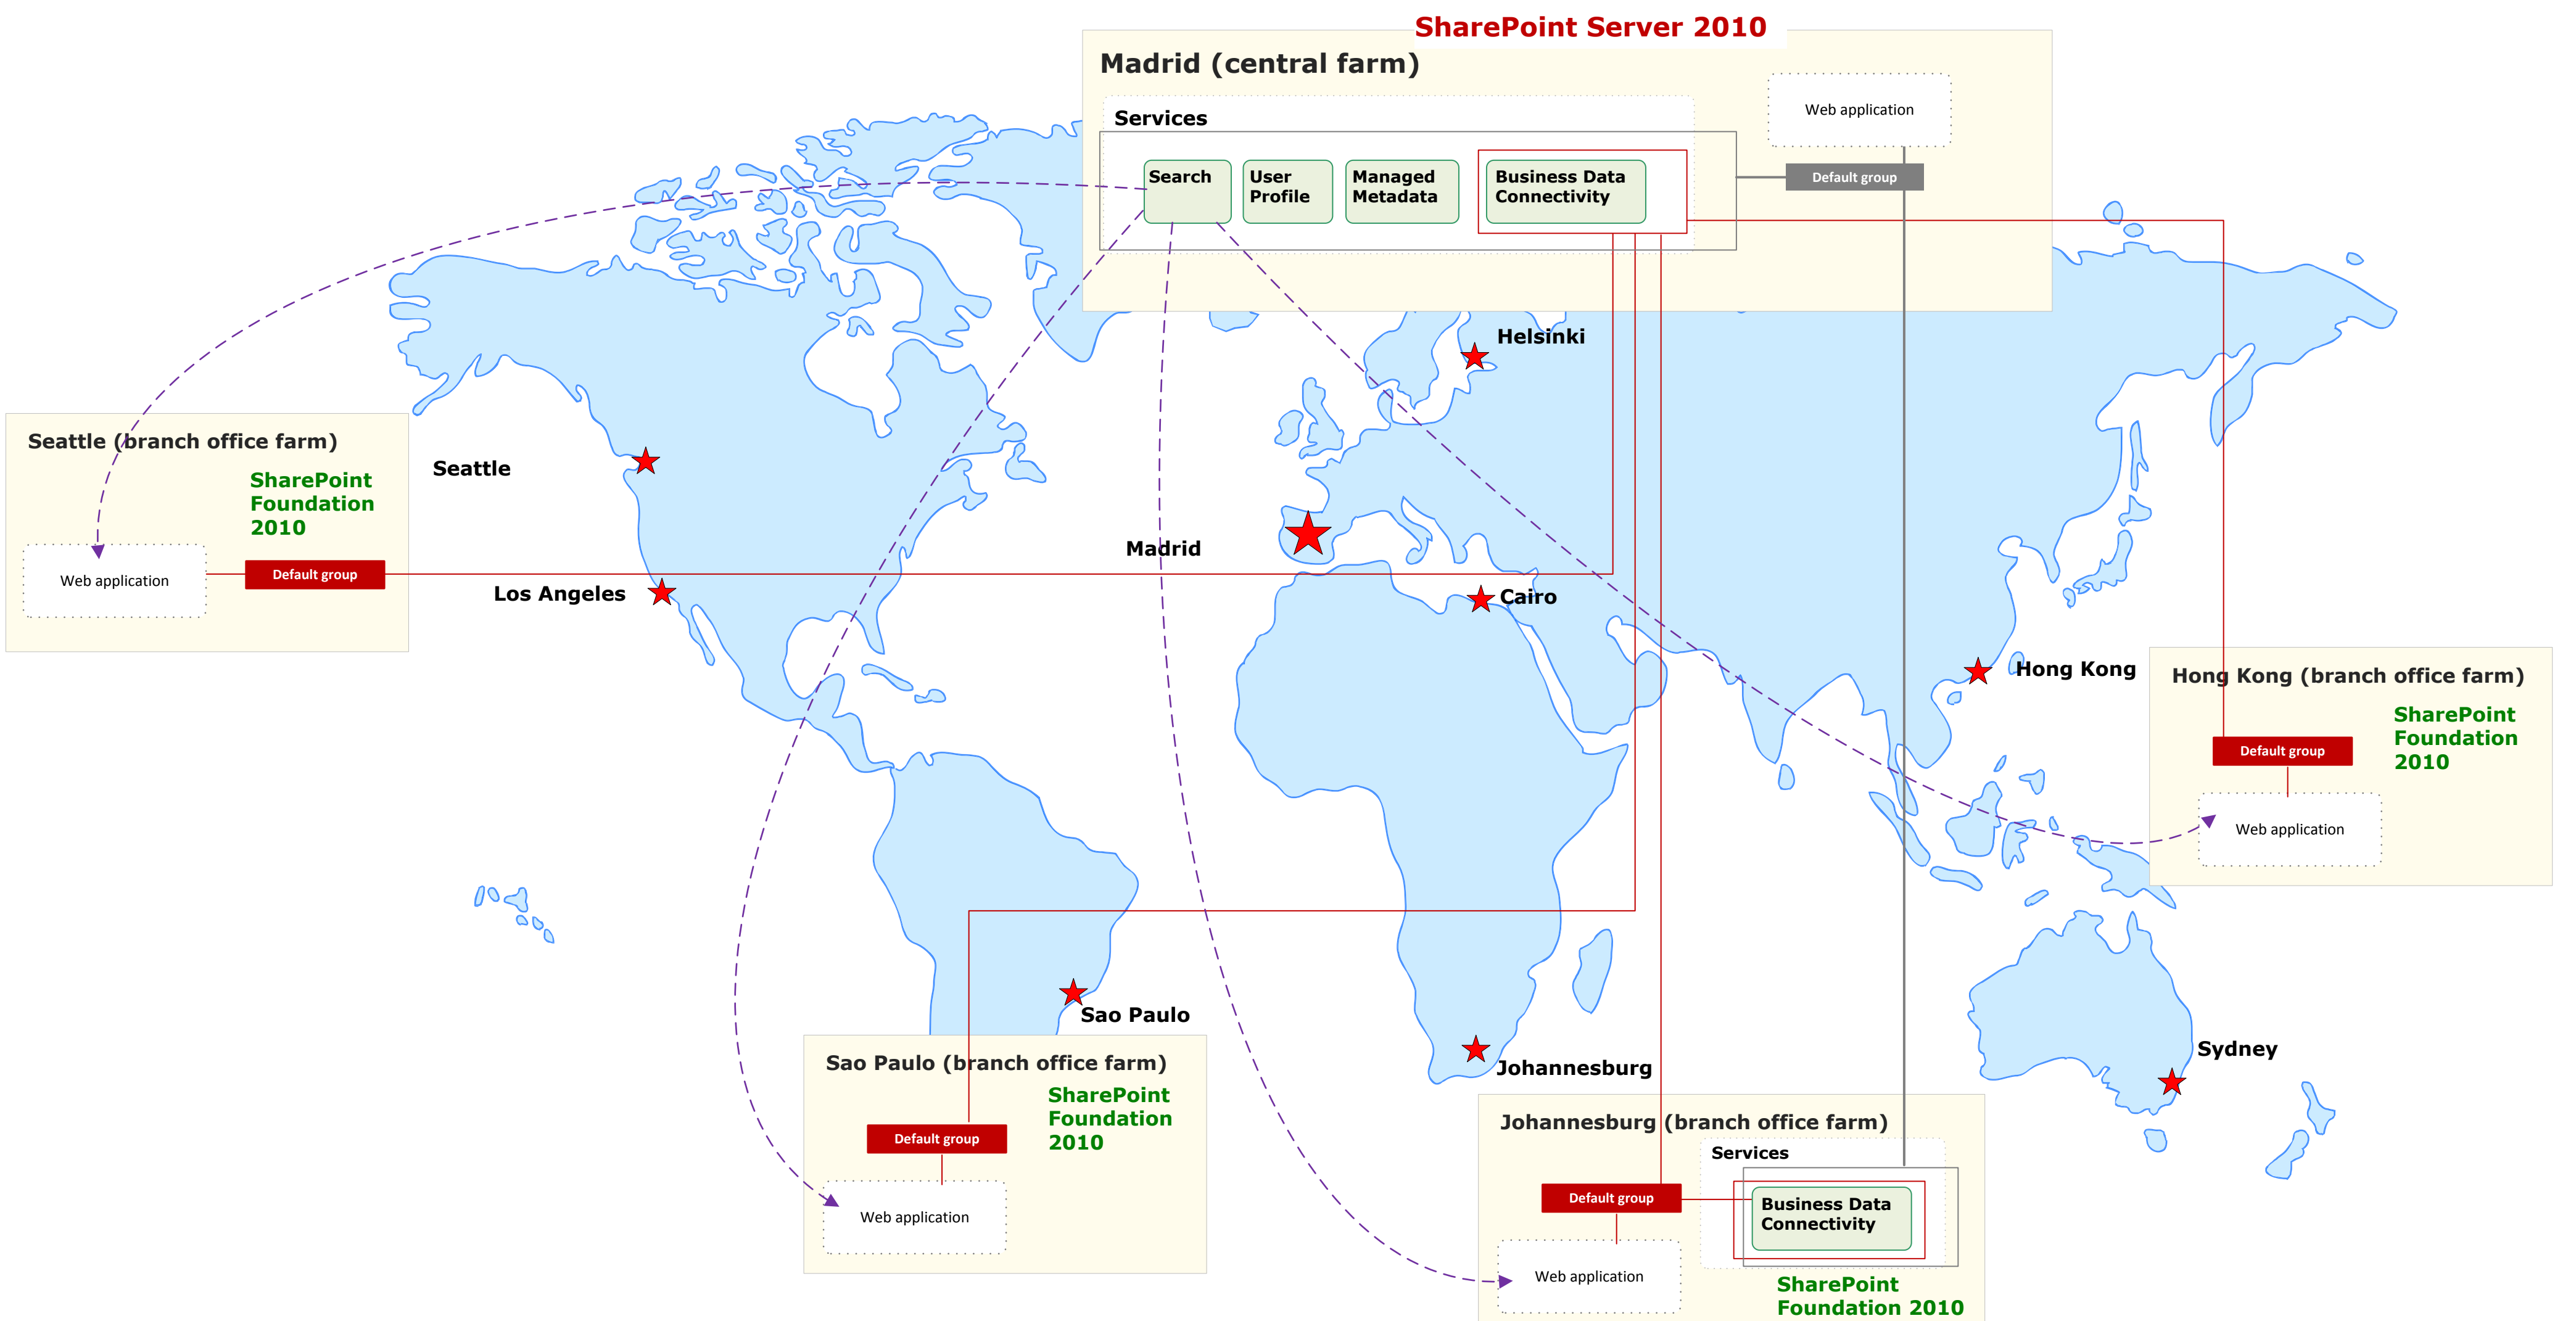 SharePoint Server 2010
Madrid (central farm)
Web application
Services
Default group
Search
User
Profile
Managed
Metadata
Business Data
Connectivity
Helsinki
Seattle (branch office farm)
SharePoint
Foundation
2010
Web application
Default group
Seattle
Madrid
Los Angeles
Cairo
Hong Kong
Hong Kong (branch office farm)
SharePoint
Foundation
2010
Default group
Web application
Sao Paulo
Sao Paulo (branch office farm)
SharePoint
Foundation
2010
Default group
Web application
Johannesburg
Sydney
Johannesburg (branch office farm)
Services
Default group
Business Data
Connectivity
Web application
SharePoint
Foundation 2010